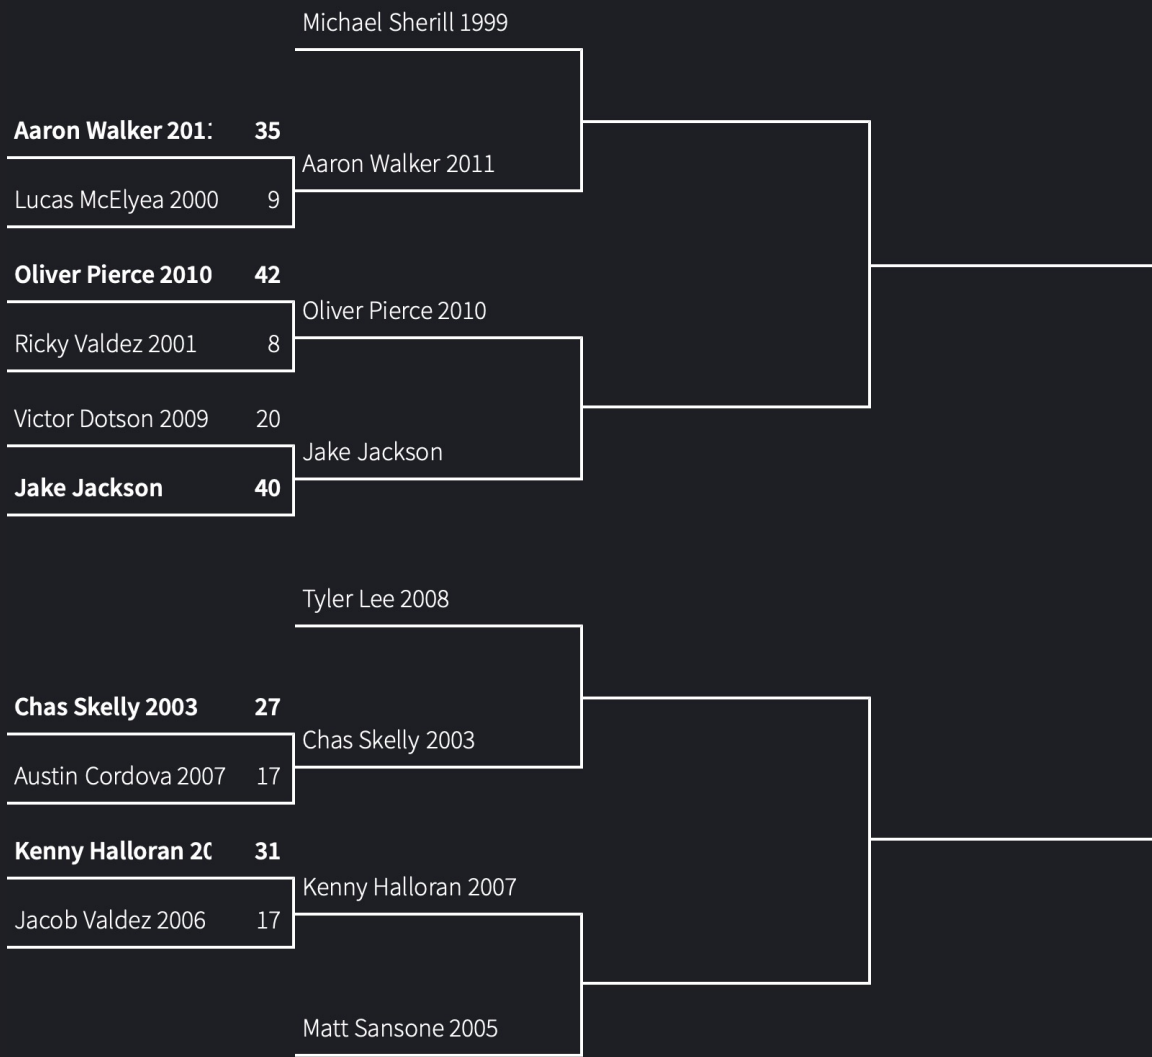 Michael Sherill 1999
Aaron Walker 201: 35
Aaron Walker 2011
Lucas McElyea 2000 9
Oliver Pierce 2010 42
Oliver Pierce 2010
Ricky Valdez 2001 8
Victor Dotson 2009 20
Jake Jackson
Jake Jackson 40
Tyler Lee 2008
Chas Skelly 2003 27
Chas Skelly 2003
Austin Cordova 2007 17
Kenny Halloran 20 31
Kenny Halloran 2007
Jacob Valdez 2006 17
Matt Sansone 2005